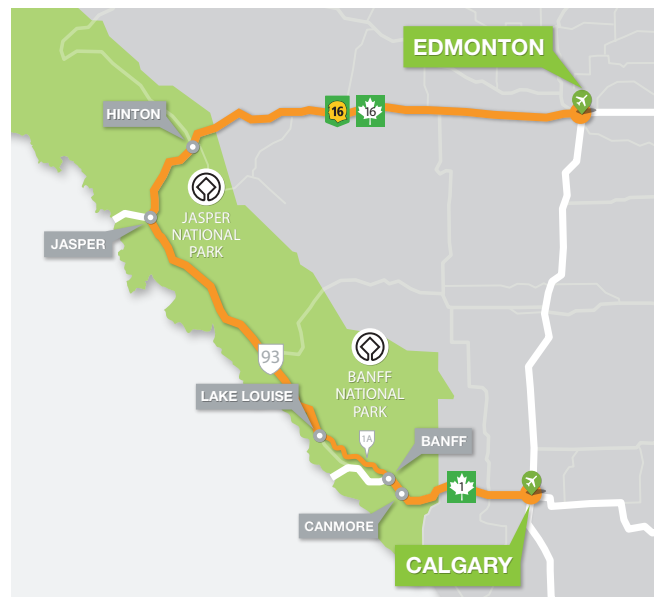 EDMONTON
16
16
HINTON
JASPER
NATIONAL
PARK
JASPER
93
BANFF
NATIONAL
PARK
LAKE LOUISE
1A
BANFF
1
CANMORE
CALGARY